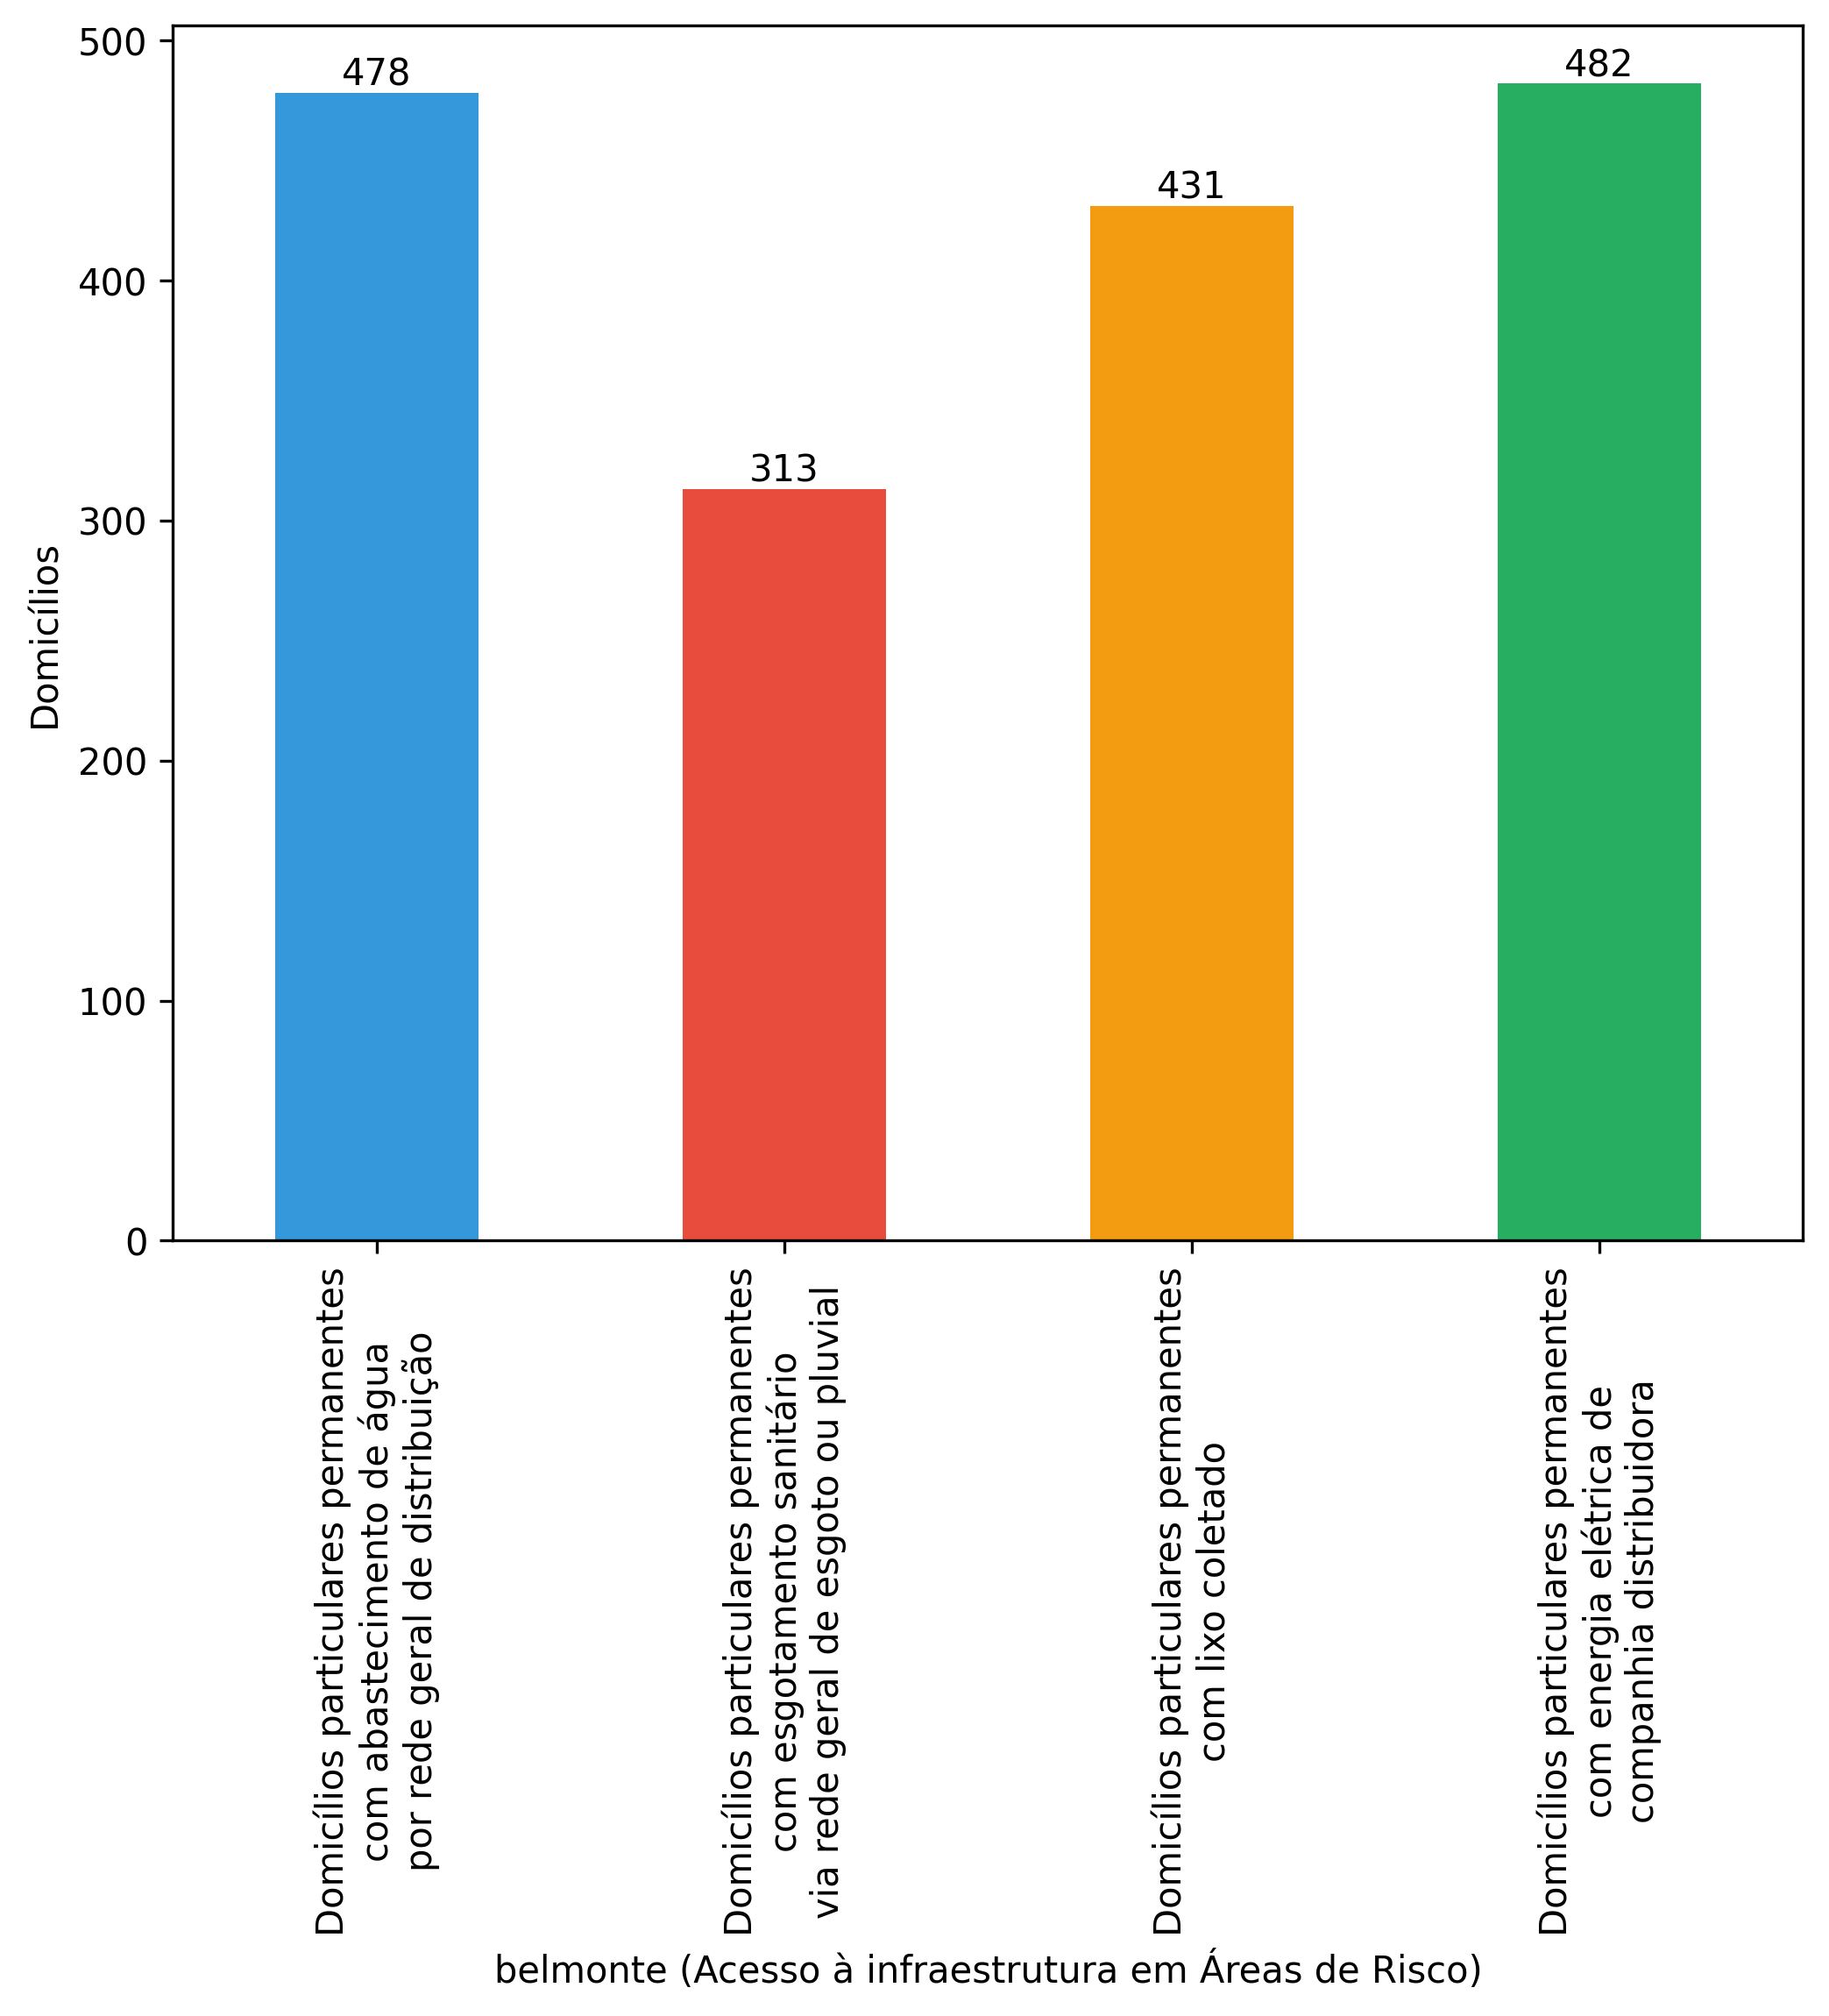 500
400
300
200
100
0
Domicílios
478
313
431
482
Domicílios particulares permanentes
com abastecimento de água
por rede geral de distribuição
Domicílios particulares permanentes
com esgotamento sanitário
via rede geral de esgoto ou pluvial
Domicílios particulares permanentes
com lixo coletado
Domicílios particulares permanentes
com energia elétrica de
companhia distribuidora
belmonte (Acesso à infraestrutura em Áreas de Risco)